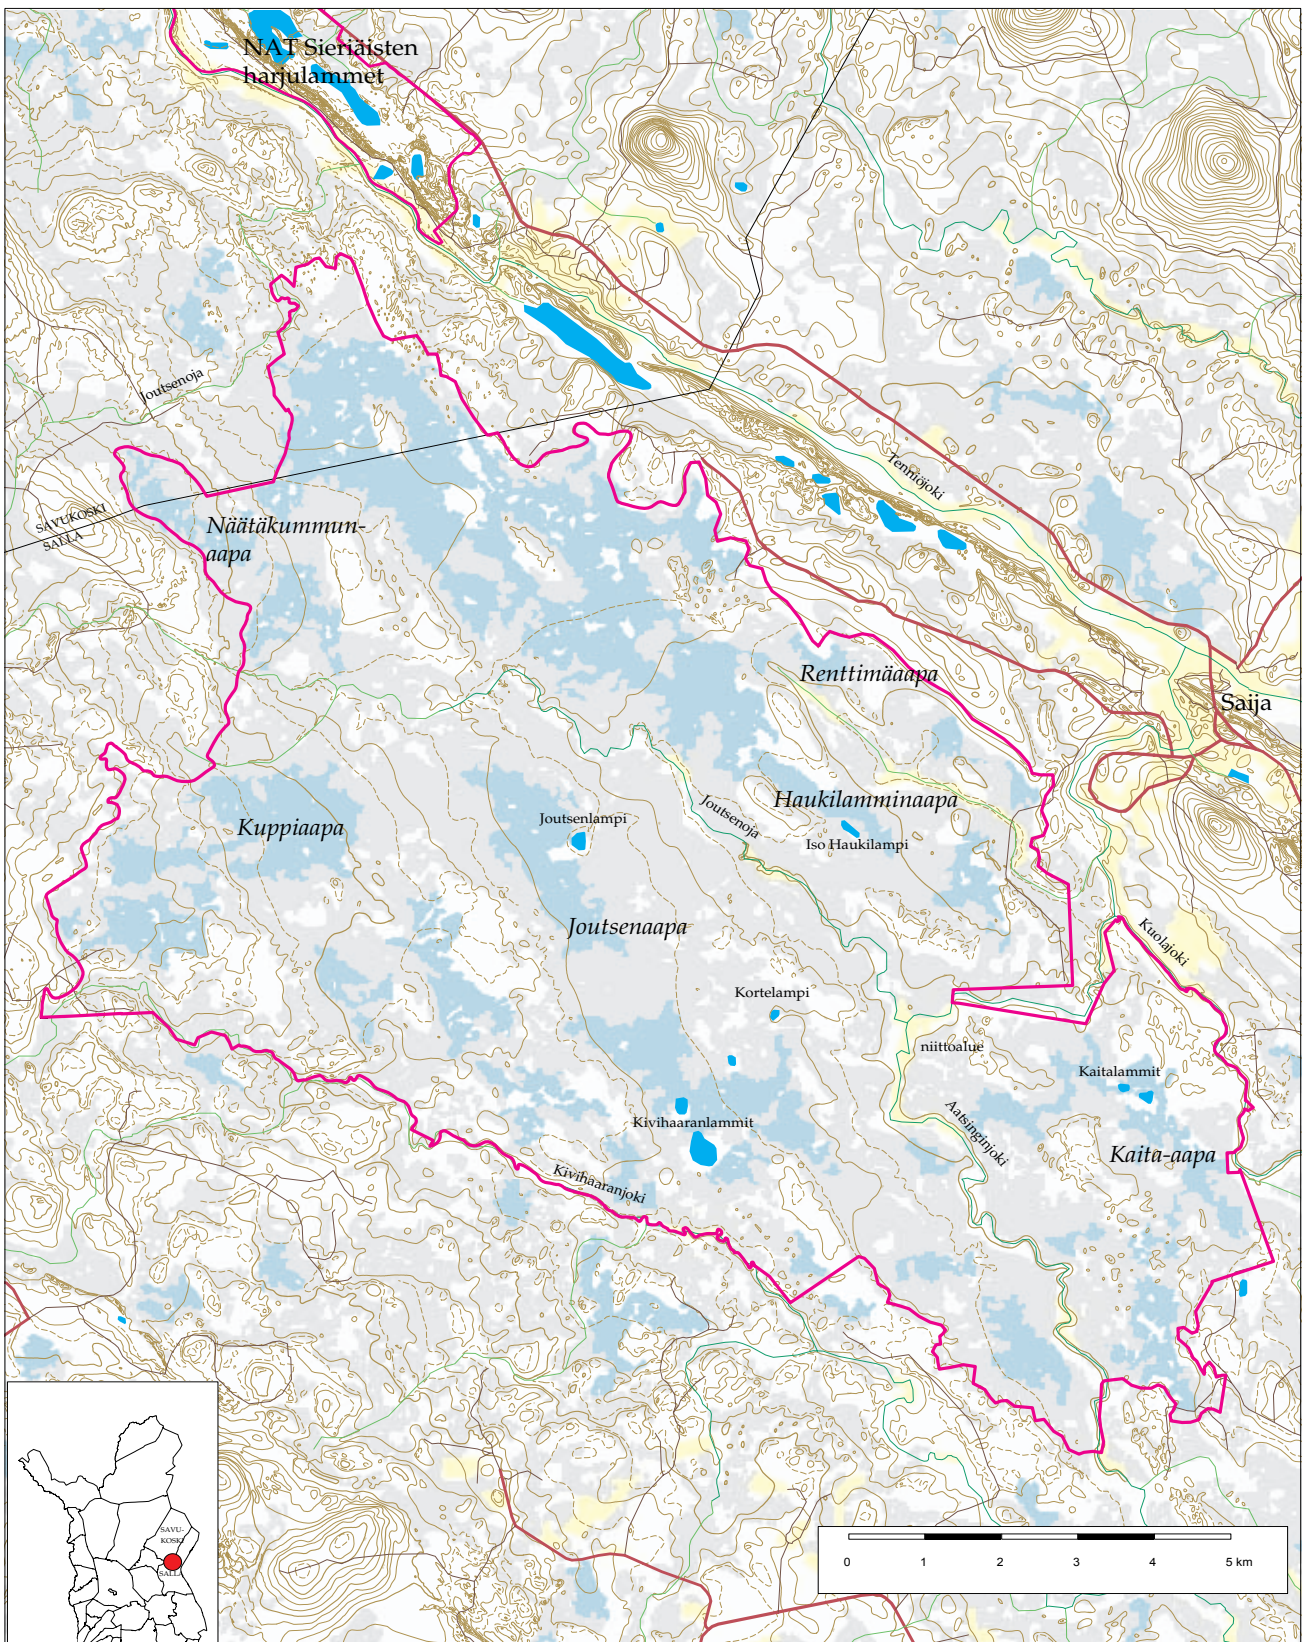 NAT Sieriäisten
harjulammet
Joutsenoja
Tenniöjoki
SAVUKOSKI
SALLA
Näätäkummun-
aapa
Renttimäaapa
Saija
Haukilamminaapa
Joutsenoja
Joutsenlampi
Iso Haukilampi
Kuppiaapa
Joutsenaapa
Kuolajoki
Kortelampi
niittoalue
Kaitalammit
Kivihaaranlammit
Aatsinginjoki
Kaita-aapa
Kivihaaranjoki
SAVU-
KOSKI
SALLA
0 1 2 3 4 5 km